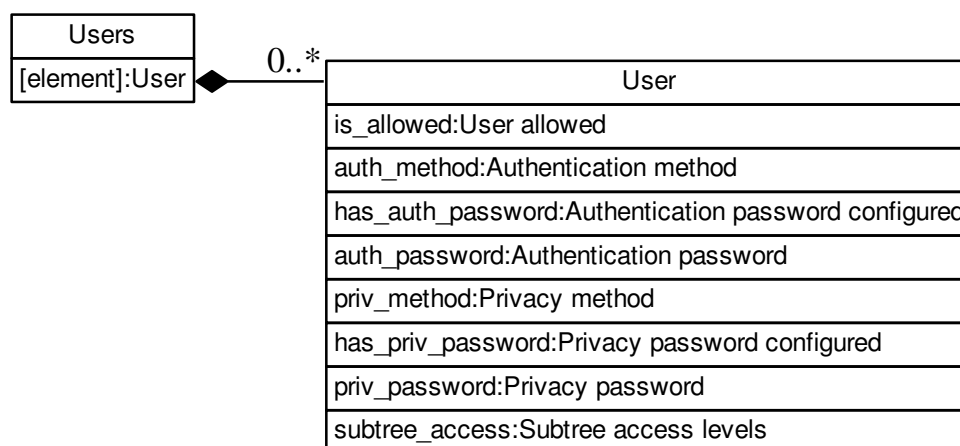 Users
[element]:User
0..*
User
is_allowed:User allowed
auth_method:Authentication method
has_auth_password:Authentication password configured
auth_password:Authentication password
priv_method:Privacy method
has_priv_password:Privacy password configured
priv_password:Privacy password
subtree_access:Subtree access levels